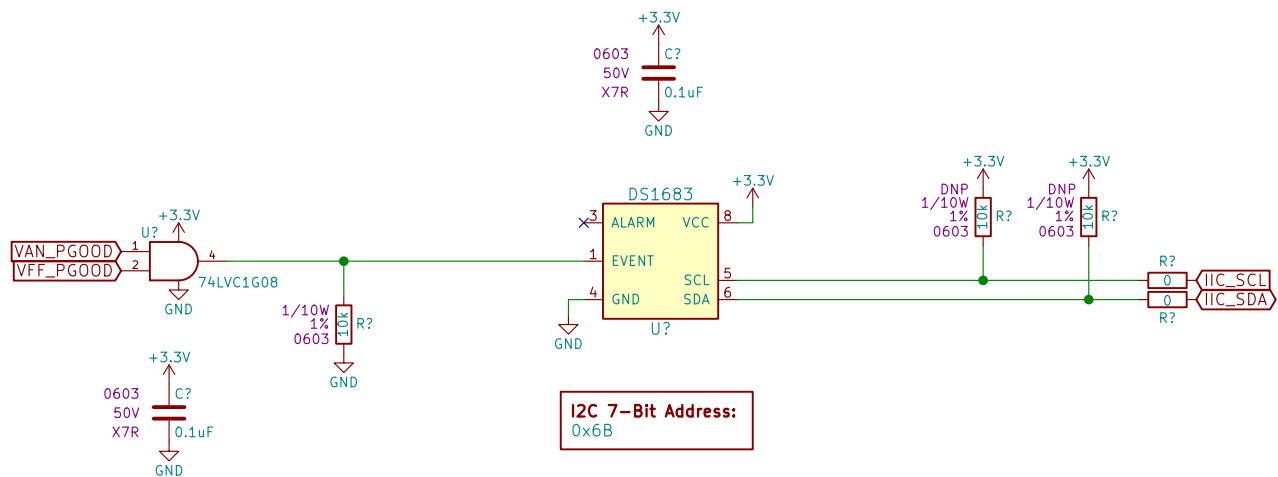 +3.3V
0603
C?
50V
X7R
0.1uF
GND
+3.3V
U?
VAN_PGOOD
1
VFF_PGOOD
2
4
74LVC1G08
GND
1/10W
1%
0603
10k
R?
GND
+3.3V
0603
C?
50V
X7R
0.1uF
GND
DS1683
3
ALARM
VCC
8
+3.3V
1
EVENT
SCL
5
4
GND
SDA
6
GND
U?
+3.3V
DNP
1/10W
1%
0603
10k
R?
+3.3V
DNP
1/10W
1%
0603
10k
R?
R?
0
IIC_SCL
0
IIC_SDA
R?
I2C 7-Bit Address:
0x6B